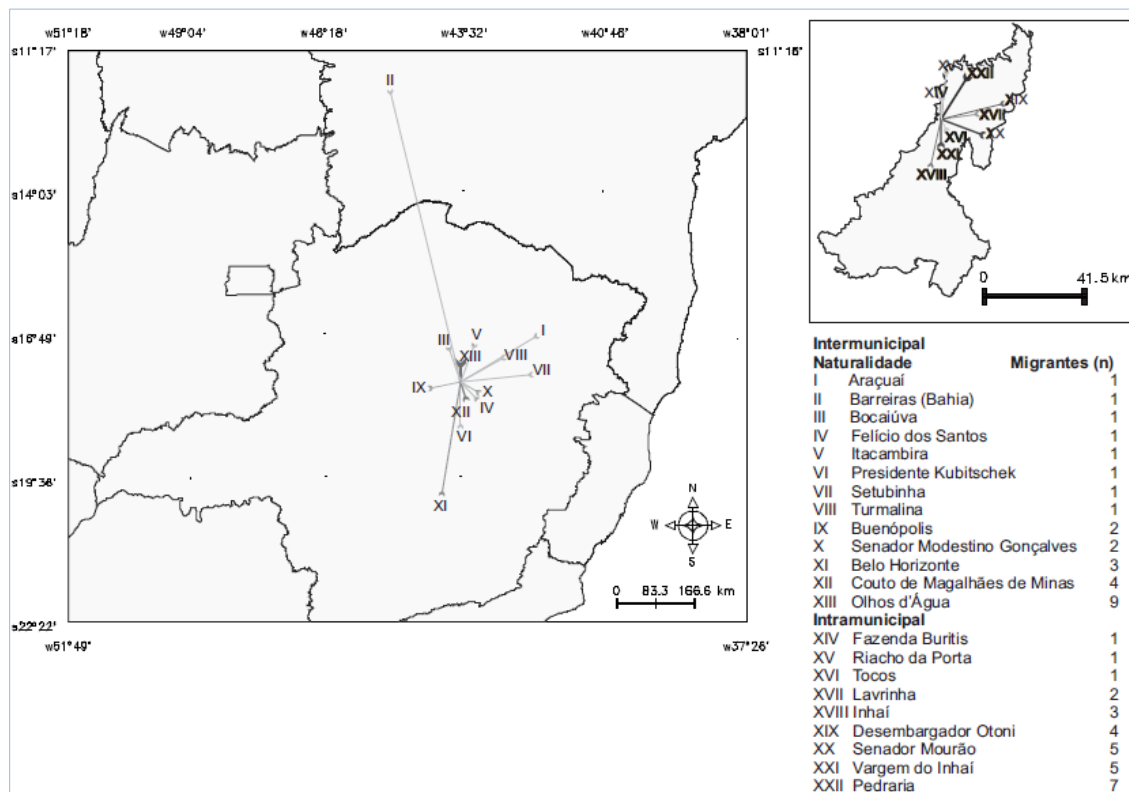 w51°18' w49°04' w46°18' w43°32' w40°46' w38°01'
s11°17' s11°16'
II
s14°03'
s16°49'
III V I
XIII VIII
VII
IX X
XII IV
VI
s19°36'
XI
N
W E
S
0 83.3 166.6 km
s22°22'
w51°49' w37°26'
XV XXII
XIV XIX
XVII
XVI XX
XXI
XVIII
0 41.5 km
Intermunicipal
Naturalidade Migrantes (n)
I Araçuaí 1
II Barreiras (Bahia) 1
III Bocaiúva 1
IV Felício dos Santos 1
V Itacambira 1
VI Presidente Kubitschek 1
VII Setubinha 1
VIII Turmalina 1
IX Buenópolis 2
X Senador Modestino Gonçalves 2
XI Belo Horizonte 3
XII Couto de Magalhães de Minas 4
XIII Olhos d'Água 9
Intramunicipal
XIV Fazenda Buritis 1
XV Riacho da Porta 1
XVI Tocos 1
XVII Lavrinha 2
XVIII Inhaí 3
XIX Desembargador Otoni 4
XX Senador Mourão 5
XXI Vargem do Inhaí 5
XXII Pedraria 7